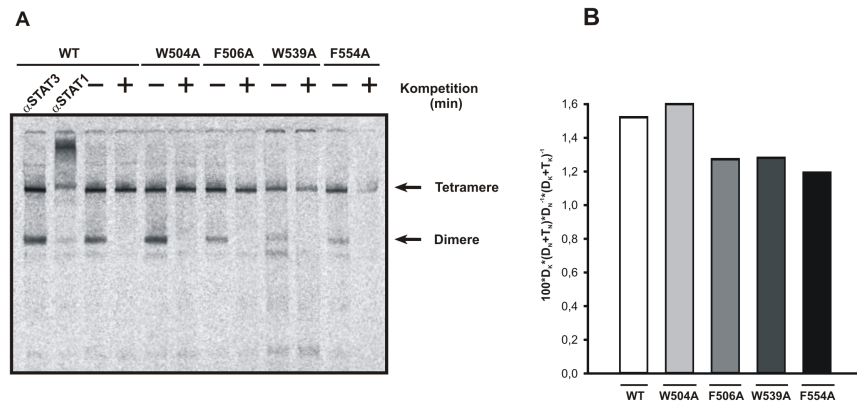 A
WT W504A F506A W539A F554A
αSTAT3 αSTAT1 – + – + – + – + – +
Kompetition
(min)
Tetramere
Dimere
B
100*D_K*(D_N+T_N)*D_N^-1*(D_K+T_K)^-1
1,6
1,4
1,2
1,0
0,8
0,6
0,4
0,2
0,0
WT W504A F506A W539A F554A